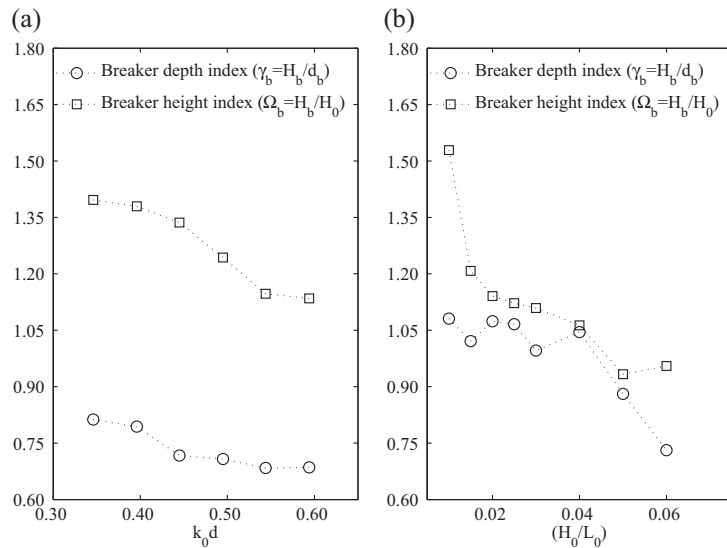 (a)
(b)
1.80
1.65
1.50
1.35
1.20
1.05
0.90
0.75
0.60
Breaker depth index (γb=Hb/db)
Breaker height index (Ωb=Hb/H0)
0.30 0.40 0.50 0.60
k0d
1.80
1.65
1.50
1.35
1.20
1.05
0.90
0.75
0.60
Breaker depth index (γb=Hb/db)
Breaker height index (Ωb=Hb/H0)
0.02 0.04 0.06
(H0/L0)